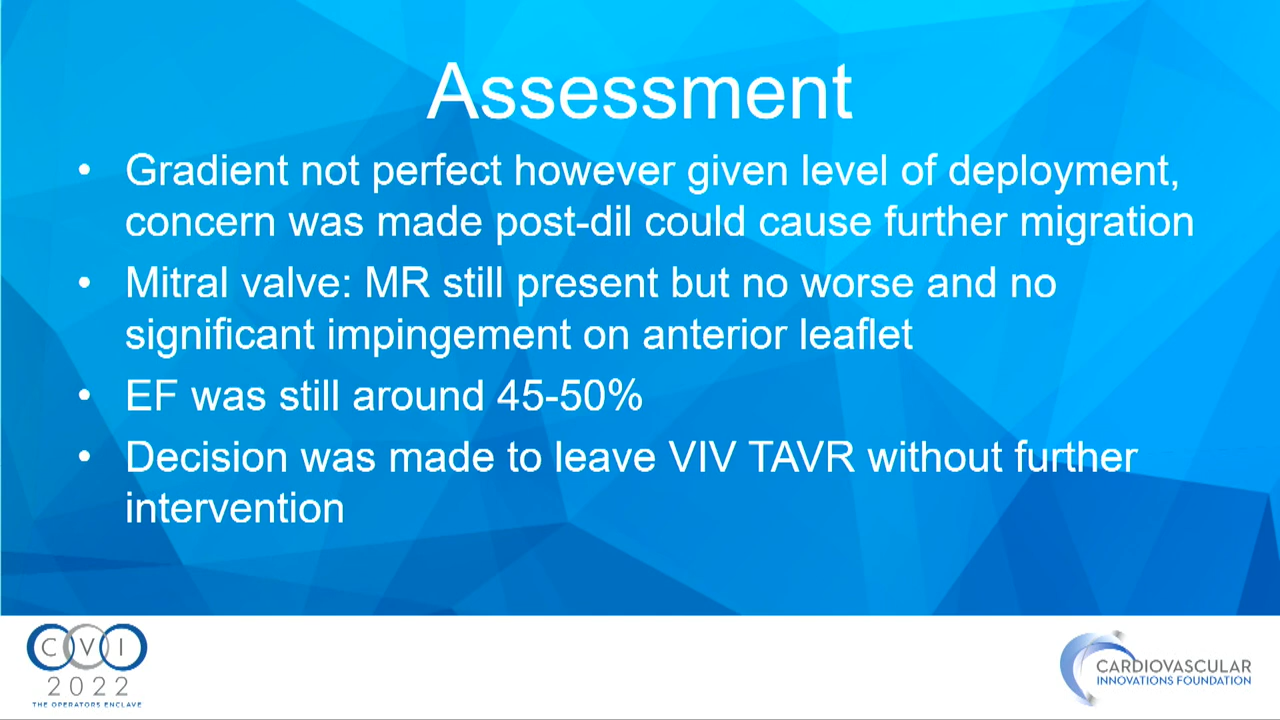 Assessment
• Gradient not perfect however given level of deployment,
concern was made post-dil could cause further migration
• Mitral valve: MR still present but no worse and no
significant impingement on anterior leaflet
• EF was still around 45-50%
• Decision was made to leave VIV TAVR without further
intervention
CVI
2022
THE OPERATORS ENCLAVE
CARDIOVASCULAR
INNOVATIONS FOUNDATION